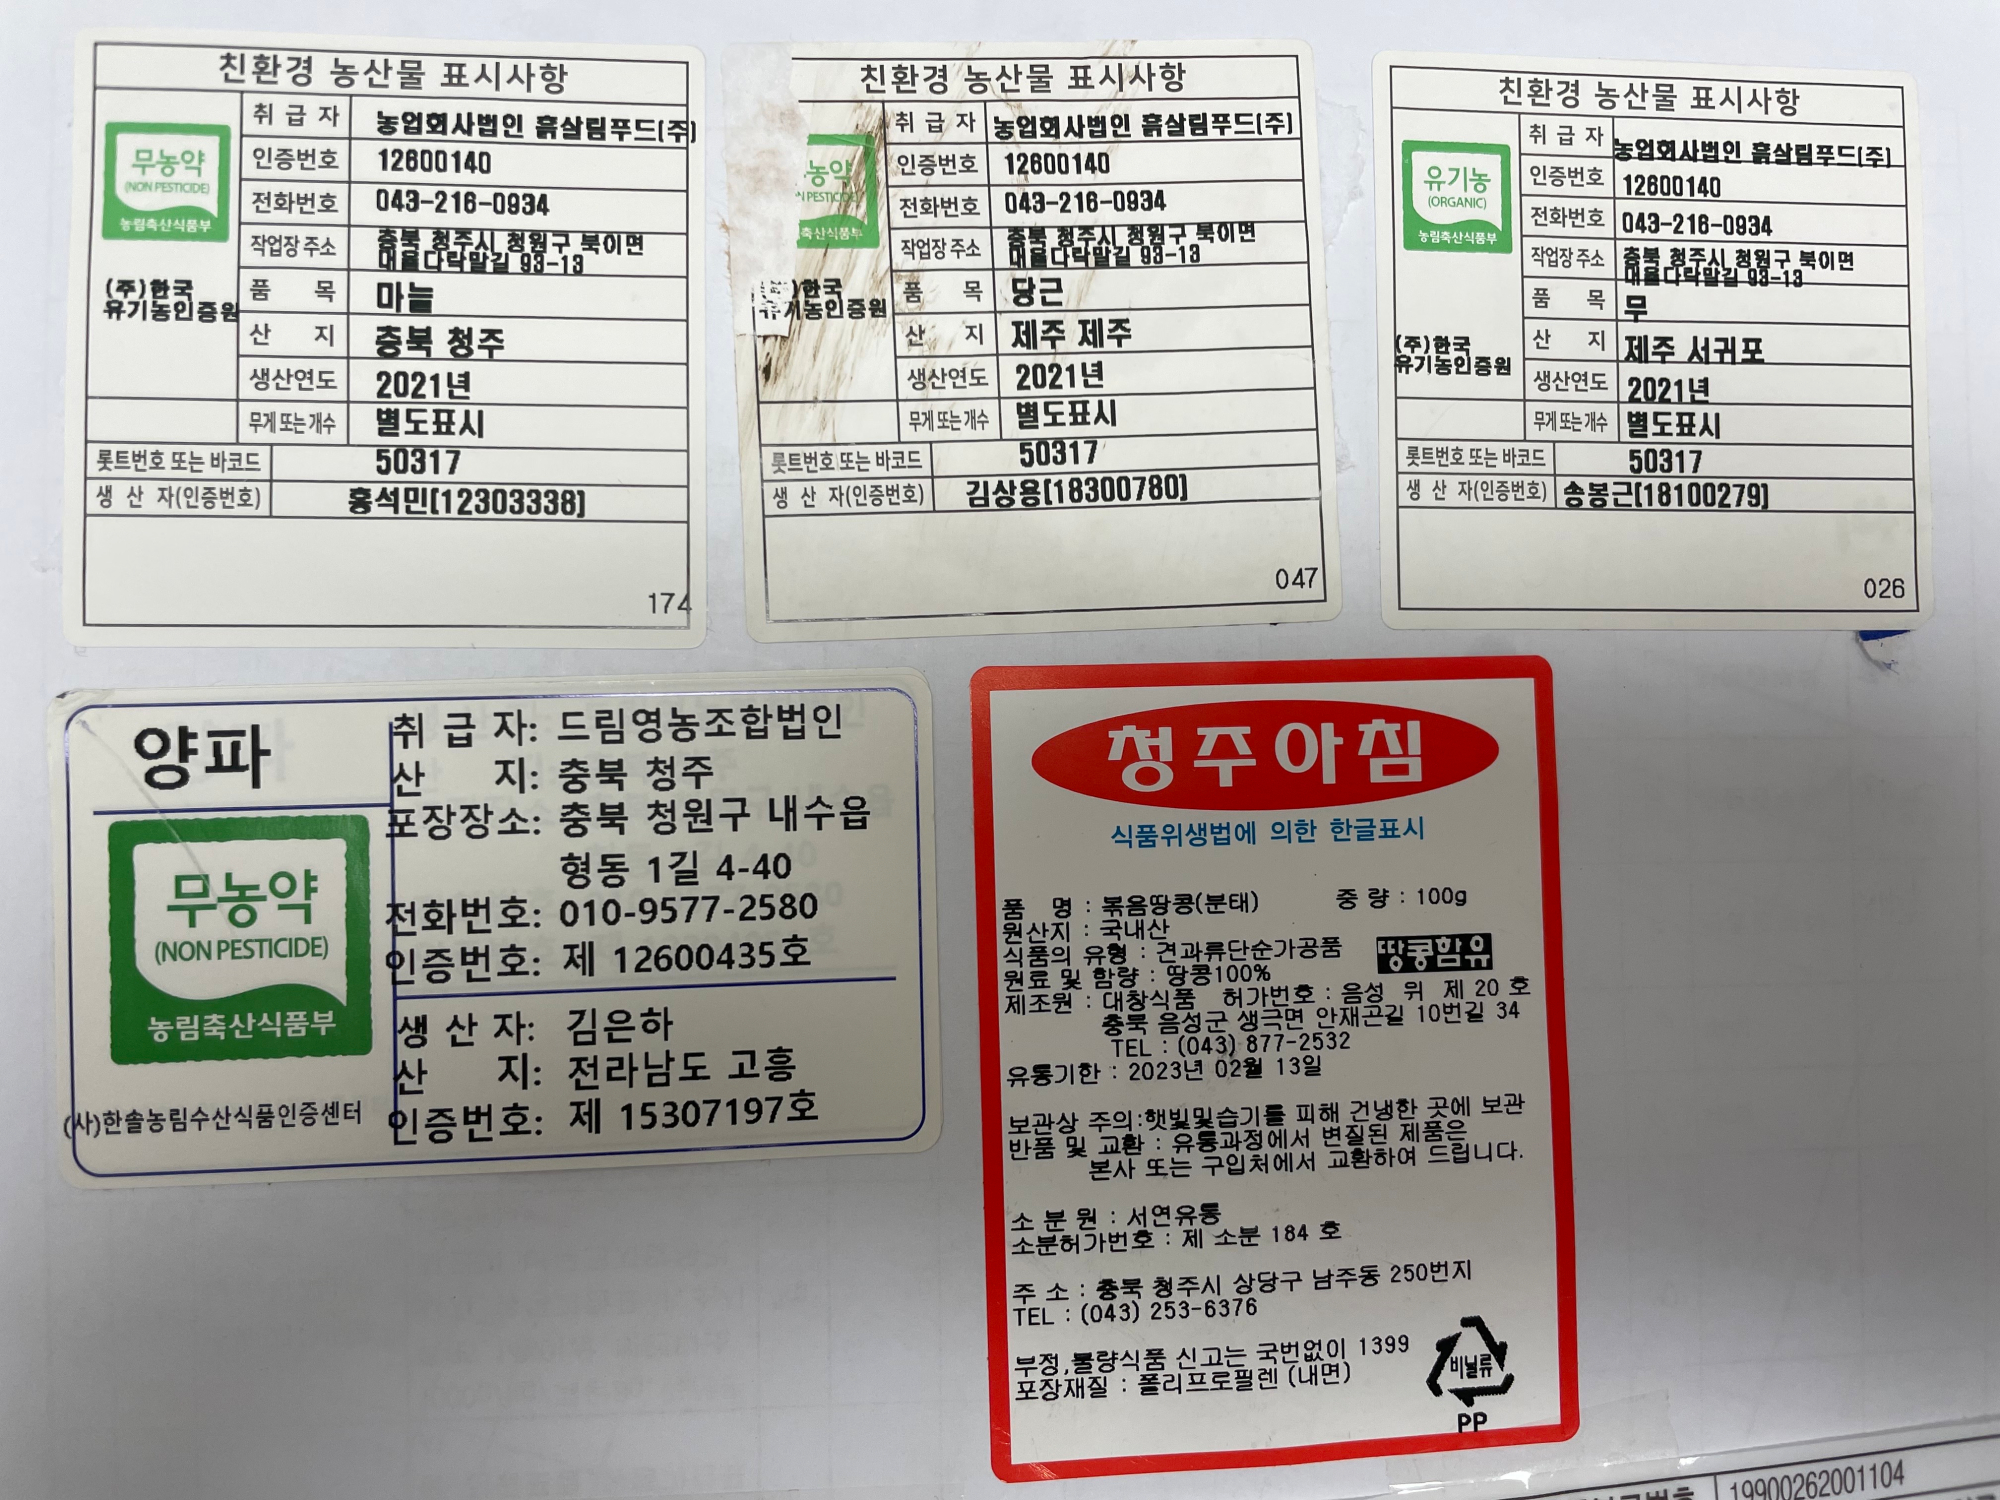 친환경 농산물 표시사항
무농약
(NON PESTICIDE)
농림축산식품부
(주)한국
유기농인증원
취 급 자 농업회사법인 흙살림푸드(주)
인증번호 12600140
전화번호 043-216-0934
작업장 주소 충북 청주시 청원구 북이면
대율다락말길 93-13
품 목 마늘
산 지 충북 청주
생산연도 2021년
무게 또는 개수 별도표시
롯트번호 또는 바코드 50317
생 산 자(인증번호) 홍석민[12303338]
174
친환경 농산물 표시사항
농약
N PESTICIDE)
축산식품부
)한국
유기농인증원
취 급 자 농업회사법인 흙살림푸드(주)
인증번호 12600140
전화번호 043-216-0934
작업장 주소 충북 청주시 청원구 북이면
대율다락말길 93-13
품 목 당근
산 지 제주 제주
생산연도 2021년
무게 또는 개수 별도표시
롯트번호 또는 바코드 50317
생 산 자(인증번호) 김상용[18300780]
047
친환경 농산물 표시사항
유기농
(ORGANIC)
농림축산식품부
(주)한국
유기농인증원
취 급 자 농업회사법인 흙살림푸드(주)
인증번호 12600140
전화번호 043-216-0934
작업장 주소 충북 청주시 청원구 북이면
대율다락말길 93-13
품 목 무
산 지 제주 서귀포
생산연도 2021년
무게 또는 개수 별도표시
롯트번호 또는 바코드 50317
생 산 자(인증번호) 송봉근[18100279]
026
양파
무농약
(NON PESTICIDE)
농림축산식품부
(사)한솔농림수산식품인증센터
취 급 자: 드림영농조합법인
산 지: 충북 청주
포장장소: 충북 청원구 내수읍
형동 1길 4-40
전화번호: 010-9577-2580
인증번호: 제 12600435호
생 산 자: 김은하
산 지: 전라남도 고흥
인증번호: 제 15307197호
청주아침
식품위생법에 의한 한글표시
품 명 : 볶음땅콩(분태) 중 량 : 100g
원산지 : 국내산
식품의 유형 : 견과류단순가공품 땅콩함유
원료 및 함량 : 땅콩100%
제조원 : 대창식품 허가번호 : 음성 위 제 20 호
충북 음성군 생극면 안재곤길 10번길 34
TEL : (043) 877-2532
유통기한 : 2023년 02월 13일
보관상 주의:햇빛및습기를 피해 건냉한 곳에 보관
반품 및 교환 : 유통과정에서 변질된 제품은
본사 또는 구입처에서 교환하여 드립니다.
소 분 원 : 서연유통
소분허가번호 : 제 소분 184 호
주 소 : 충북 청주시 상당구 남주동 250번지
TEL : (043) 253-6376
부정,불량식품 신고는 국번없이 1399
포장재질 : 폴리프로필렌 (내면)
비닐류
PP
19900262001104